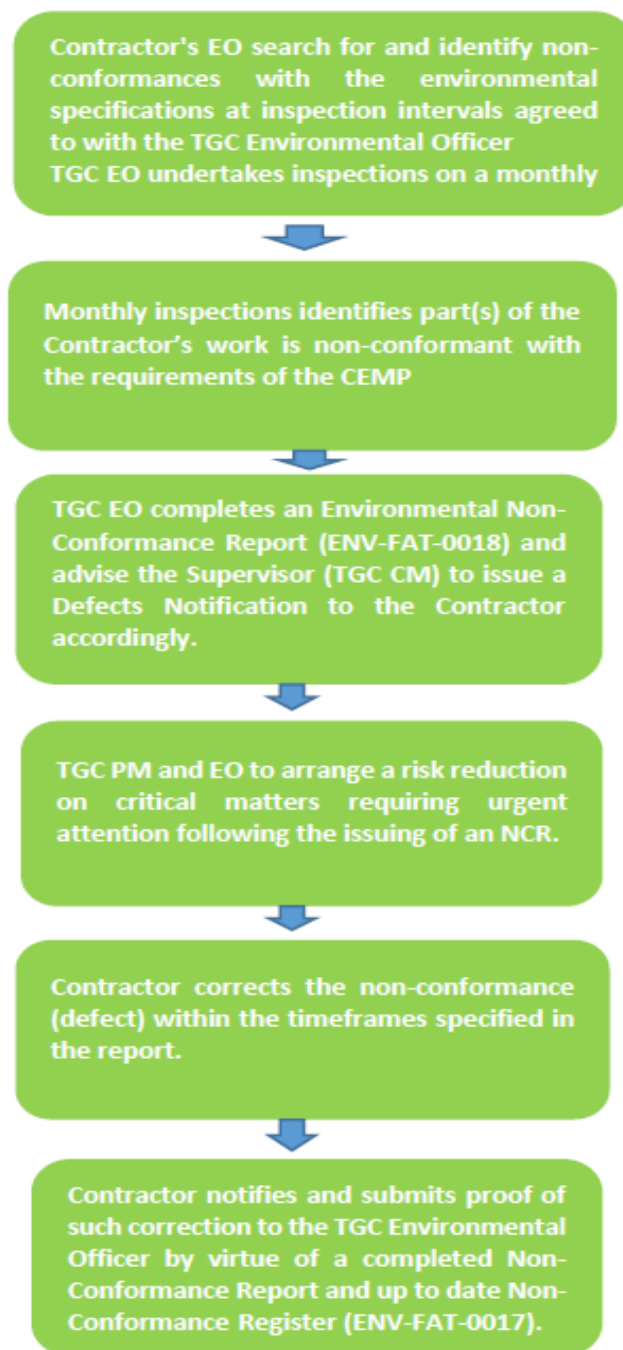 Contractor's EO search for and identify non-
conformances with the environmental
specifications at inspection intervals agreed
to with the TGC Environmental Officer
TGC EO undertakes inspections on a monthly
Monthly inspections identifies part(s) of the
Contractor’s work is non-conformant with
the requirements of the CEMP
TGC EO completes an Environmental Non-
Conformance Report (ENV-FAT-0018) and
advise the Supervisor (TGC CM) to issue a
Defects Notification to the Contractor
accordingly.
TGC PM and EO to arrange a risk reduction
on critical matters requiring urgent
attention following the issuing of an NCR.
Contractor corrects the non-conformance
(defect) within the timeframes specified in
the report.
Contractor notifies and submits proof of
such correction to the TGC Environmental
Officer by virtue of a completed Non-
Conformance Report and up to date Non-
Conformance Register (ENV-FAT-0017).